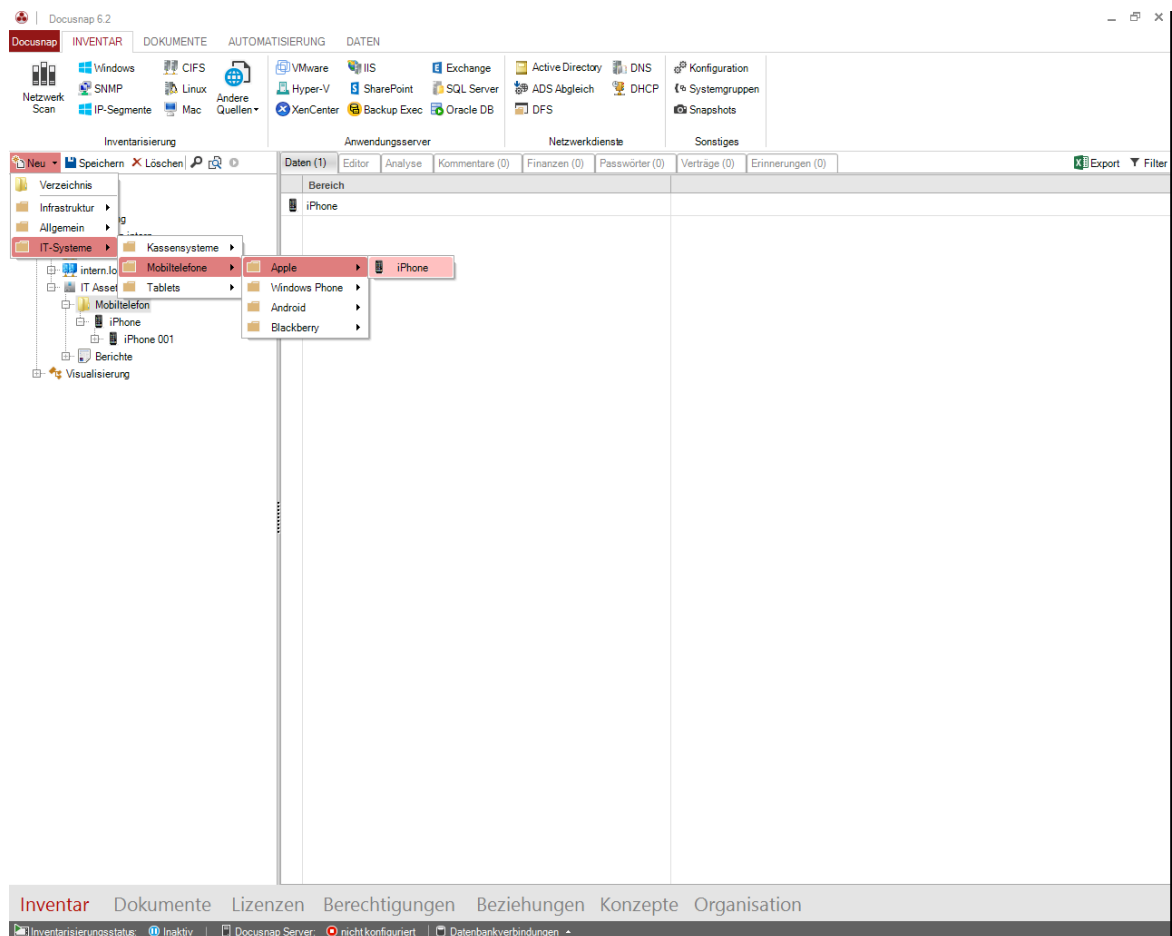 Docusnap 6.2
Docusnap INVENTAR DOKUMENTE AUTOMATISIERUNG DATEN
Windows CIFS VMware IIS Exchange Active Directory DNS Konfiguration
SNMP Linux Hyper-V SharePoint SQL Server ADS Abgleich DHCP Systemgruppen
Netzwerk Scan IP-Segmente Mac Andere Quellen XenCenter Backup Exec Oracle DB DFS Snapshots
Inventarisierung Anwendungsserver Netzwerkdienste Sonstiges
Neu Speichern Löschen Daten (1) Editor Analyse Kommentare (0) Finanzen (0) Passwörter (0) Verträge (0) Erinnerungen (0) Export Filter
Verzeichnis Bereich
Infrastruktur iPhone
Allgemein
IT-Systeme Kassensysteme
intern.lo Mobiltelefone Apple iPhone
IT Asset Tablets Windows Phone
Mobiltelefon Android
iPhone Blackberry
iPhone 001
Berichte
Visualisierung
Inventar Dokumente Lizenzen Berechtigungen Beziehungen Konzepte Organisation
Inventarisierungsstatus: Inaktiv | Docusnap Server: nicht konfiguriert | Datenbankverbindungen